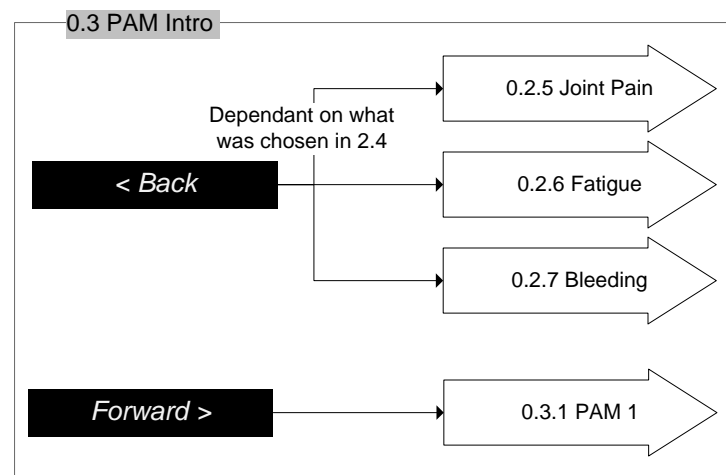 0.3 PAM Intro
0.2.5 Joint Pain
Dependant on what
was chosen in 2.4
< Back
0.2.6 Fatigue
0.2.7 Bleeding
Forward >
0.3.1 PAM 1